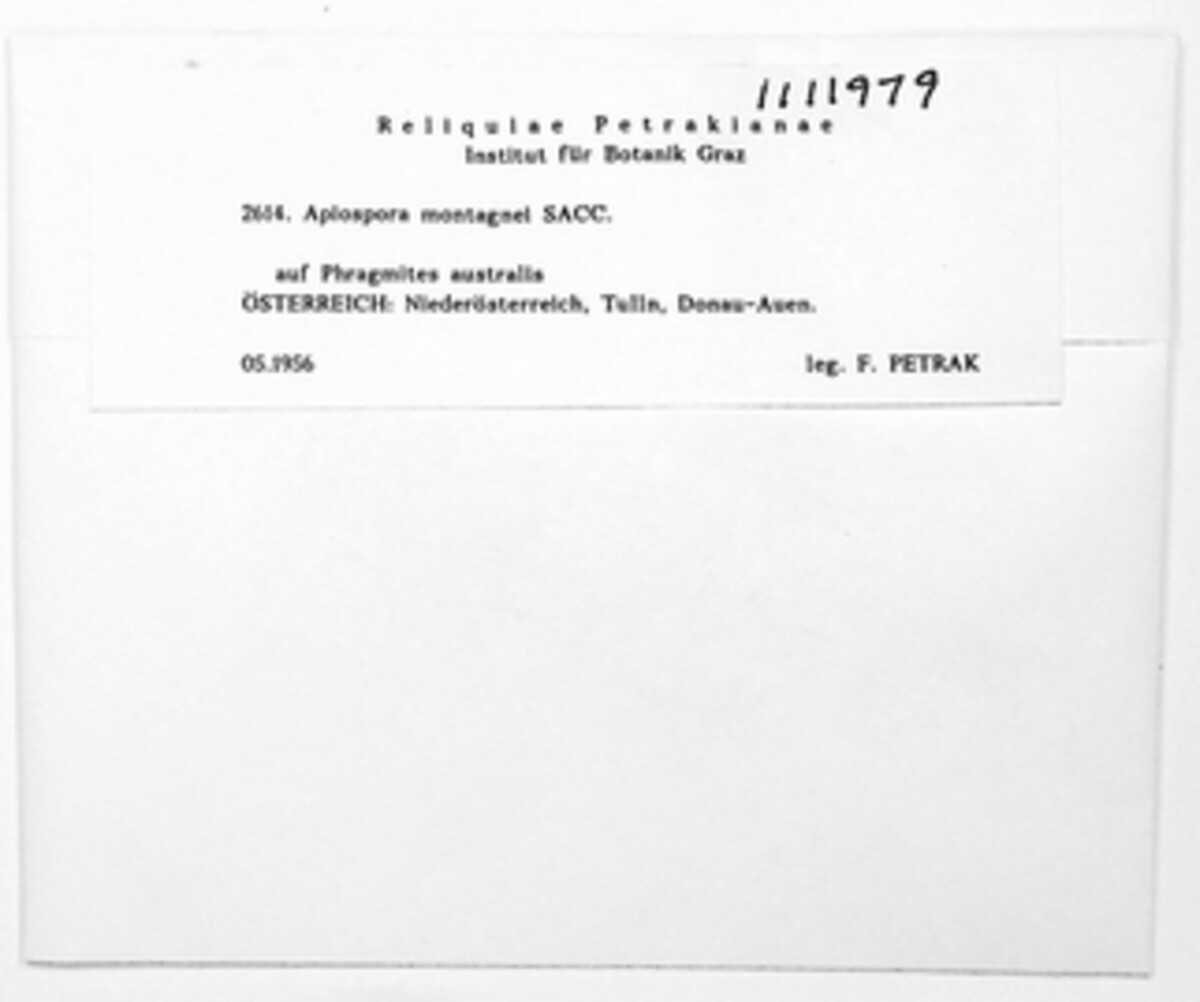 1111979
Reliquiae Petrakianae
Institut für Botanik Graz
Apiospora montagnei SACC.
auf Phragmites australis
ÖSTERREICH: Niederösterreich, Tulln, Donau-Auen.
05.1956 leg. F. PETRAK